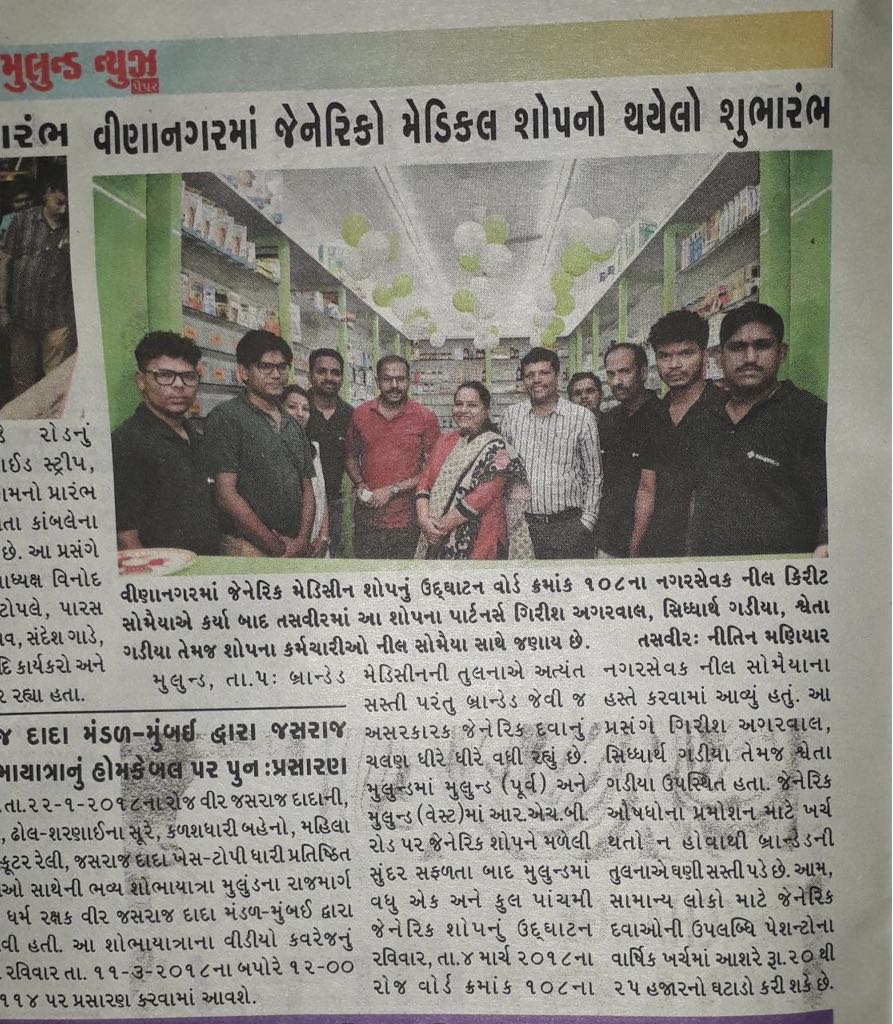 મુલુન્ડ ન્યુઝ
પેપર
ારંભ
વીણાનગરમાં જેનેરિકો મેડિકલ શોપનો થયેલો શુભારંભ
વીણાનગરમાં જેનેરિક મેડિસીન શોપનું ઉદ્ઘાટન વોર્ડ ક્રમાંક ૧૦૮ના નગરસેવક નીલ કિરીટ
સોમૈયાએ કર્યા બાદ તસવીરમાં આ શોપના પાર્ટનર્સ ગિરીશ અગરવાલ, સિધ્ધાર્થ ગડીયા, શ્વેતા
ગડીયા તેમજ શોપના કર્મચારીઓ નીલ સોમૈયા સાથે જણાય છે. તસવીર: નીતિન મણિયાર
મુલુન્ડ, તા.૫: બ્રાન્ડેડ
મેડિસીનની તુલનાએ અત્યંત
સસ્તી પરંતુ બ્રાન્ડેડ જેવી જ
અસરકારક જેનેરિક દવાનું
ચલણ ધીરે ધીરે વધી રહ્યું છે.
મુલુન્ડમાં મુલુન્ડ (પૂર્વ) અને
મુલુન્ડ (વેસ્ટ)માં આર.એચ.બી.
રોડ પર જેનેરિક શોપને મળેલી
સુંદર સફળતા બાદ મુલુન્ડમાં
વધુ એક અને કુલ પાંચમી
જેનેરિક શોપનું ઉદ્ઘાટન
રવિવાર, તા.૪ માર્ચ ૨૦૧૮ના
રોજ વોર્ડ ક્રમાંક ૧૦૮ના
નગરસેવક નીલ સોમૈયાના
હસ્તે કરવામાં આવ્યું હતું. આ
પ્રસંગે ગિરીશ અગરવાલ,
સિધ્ધાર્થ ગડીયા તેમજ શ્વેતા
ગડીયા ઉપસ્થિત હતા. જેનેરિક
ઔષધોના પ્રમોશન માટે ખર્ચ
થતો ન હોવાથી બ્રાન્ડેડની
તુલનાએ ઘણી સસ્તી પડે છે. આમ,
સામાન્ય લોકો માટે જેનેરિક
દવાઓની ઉપલબ્ધિ પેશન્ટોના
વાર્ષિક ખર્ચમાં આશરે રૂા.૨૦ થી
૨૫ હજારનો ઘટાડો કરી શકે છે.
રોડનું
ાઈડ સ્ટ્રીપ,
ામનો પ્રારંભ
તા કાંબલેના
છે. આ પ્રસંગે
ાધ્યક્ષ વિનોદ
ટોપલે, પારસ
વ, સંદેશ ગાડે,
દિ કાર્યકરો અને
ર રહ્યા હતા.
જ દાદા મંડળ-મુંબઈ દ્વારા જસરાજ
ભાયાત્રાનું હોમકેબલ પર પુન:પ્રસારણ
તા.૨૨-૧-૨૦૧૮ના રોજ વીર જસરાજ દાદાની,
, ઢોલ-શરણાઈના સૂરે, કળશધારી બહેનો, મહિલા
કૂટર રેલી, જસરાજ દાદા ખેસ-ટોપી ધારી પ્રતિષ્ઠિત
ઓ સાથેની ભવ્ય શોભાયાત્રા મુલુંડના રાજમાર્ગ
ધર્મ રક્ષક વીર જસરાજ દાદા મંડળ-મુંબઈ દ્વારા
વી હતી. આ શોભાયાત્રાના વીડીયો કવરેજનું
રવિવાર તા. ૧૧-૩-૨૦૧૮ના બપોરે ૧૨-૦૦
૧૧૪ પર પ્રસારણ કરવામાં આવશે.